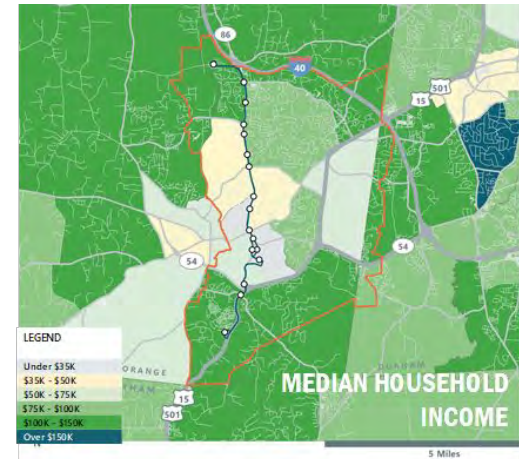 86
40
501
15
54
54
LEGEND
Under $35K
$35K - $50K
$50K - $75K
$75K - $100K
$100K - $150K
Over $150K
ORANGE
DURHAM
15
501
MEDIAN HOUSEHOLD
INCOME
5 Miles